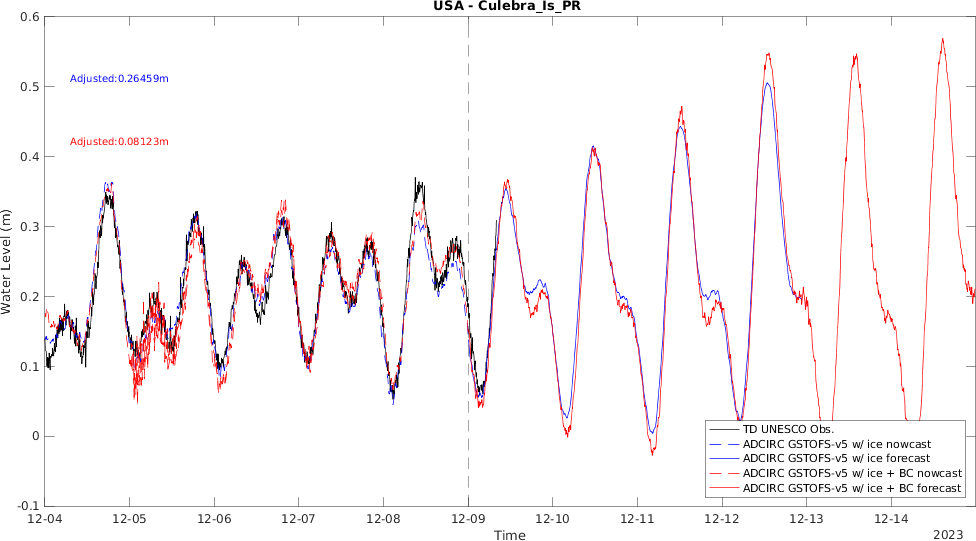 USA - Culebra_Is_PR
0.6
0.5
0.4
0.3
0.2
0.1
0
-0.1
Water Level (m)
Adjusted:0.26459m
Adjusted:0.08123m
TD UNESCO Obs.
ADCIRC GSTOFS-v5 w/ ice nowcast
ADCIRC GSTOFS-v5 w/ ice forecast
ADCIRC GSTOFS-v5 w/ ice + BC nowcast
ADCIRC GSTOFS-v5 w/ ice + BC forecast
12-04 12-05 12-06 12-07 12-08 12-09 12-10 12-11 12-12 12-13 12-14
Time
2023